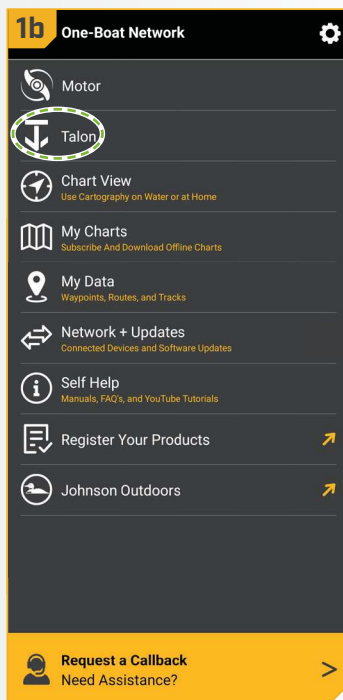 1b One-Boat Network
Motor
Talon
Chart View
Use Cartography on Water or at Home
My Charts
Subscribe And Download Offline Charts
My Data
Waypoints, Routes, and Tracks
Network + Updates
Connected Devices and Software Updates
Self Help
Manuals, FAQ's, and YouTube Tutorials
Register Your Products
Johnson Outdoors
Request a Callback
Need Assistance?